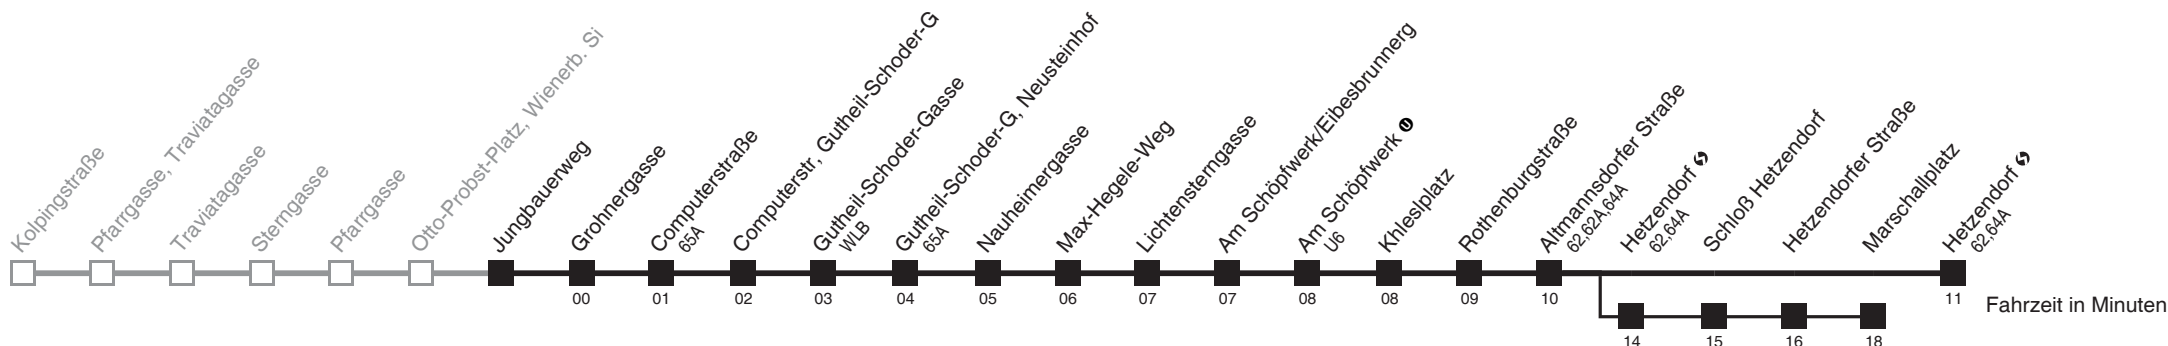 Kolpingstraße
Pfarrgasse, Traviatagasse
Traviatagasse
Sterngasse
Pfarrgasse
Otto-Probst-Platz, Wienerb. Si
Jungbauerweg
Grohnergasse
Computerstraße
65A
Computerstr, Gutheil-Schoder-G
Gutheil-Schoder-Gasse
WLB
Gutheil-Schoder-G, Neusteinhof
65A
Nauheimergasse
Max-Hegele-Weg
Lichtensterngasse
Am Schöpfwerk/Eibesbrunnerg
Am Schöpfwerk U
U6
Khleslplatz
Rothenburgstraße
Altmannsdorfer Straße
62,62A,64A
Hetzendorf S
62,64A
Schloß Hetzendorf
Hetzendorfer Straße
Marschallplatz
Hetzendorf S
62,64A
00 01 02 03 04 05 06 07 07 08 08 09 10 11
Fahrzeit in Minuten
14 15 16 18